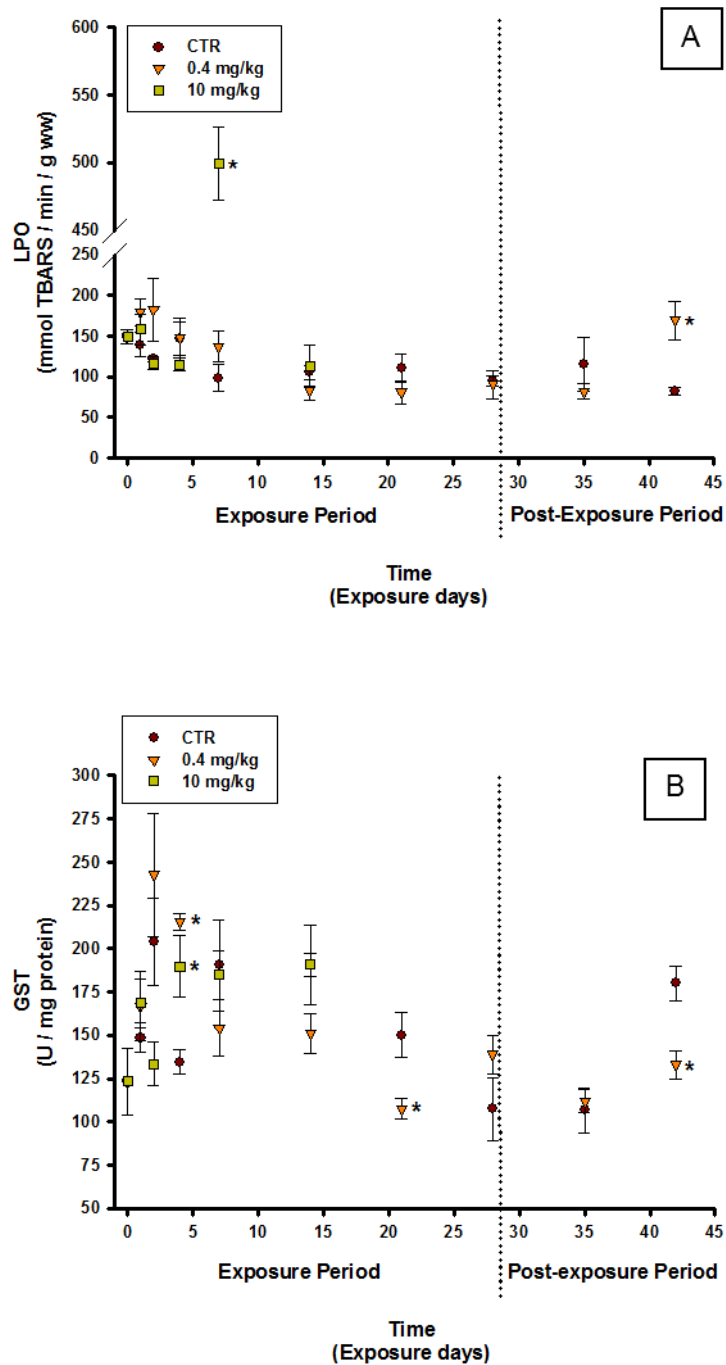 A
CTR
0.4 mg/kg
10 mg/kg
600
550
500
450
250
200
150
100
50
0
LPO
(mmol TBARS / min / g ww)
*
*
0 5 10 15 20 25 30 35 40 45
Exposure Period Post-Exposure Period
Time
(Exposure days)
CTR
0.4 mg/kg
10 mg/kg
B
300
275
250
225
200
175
150
125
100
75
50
GST
(U / mg protein)
*
*
*
*
0 5 10 15 20 25 30 35 40 45
Exposure Period Post-exposure Period
Time
(Exposure days)